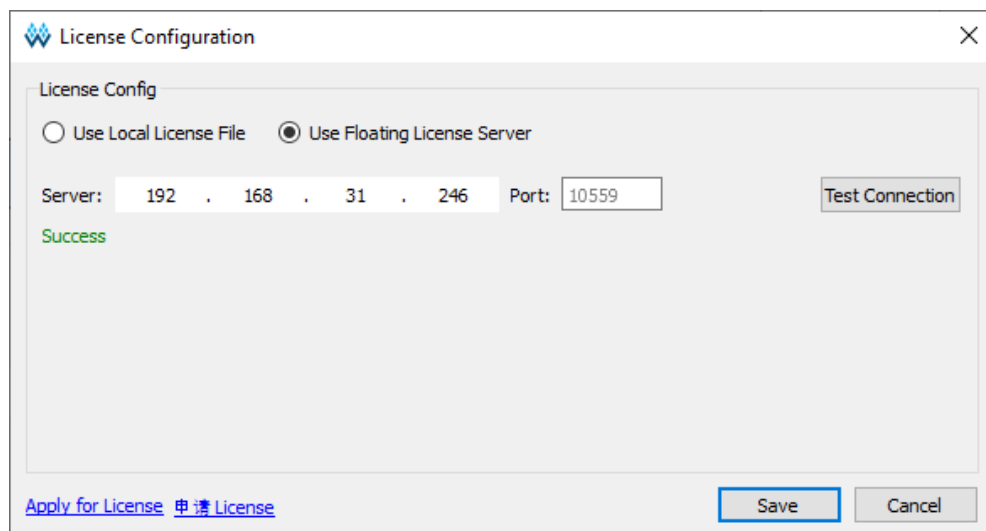 License Configuration
License Config
Use Local License File Use Floating License Server
Server: 192 . 168 . 31 . 246 Port: 10559 Test Connection
Success
Apply for License 申请 License Save Cancel